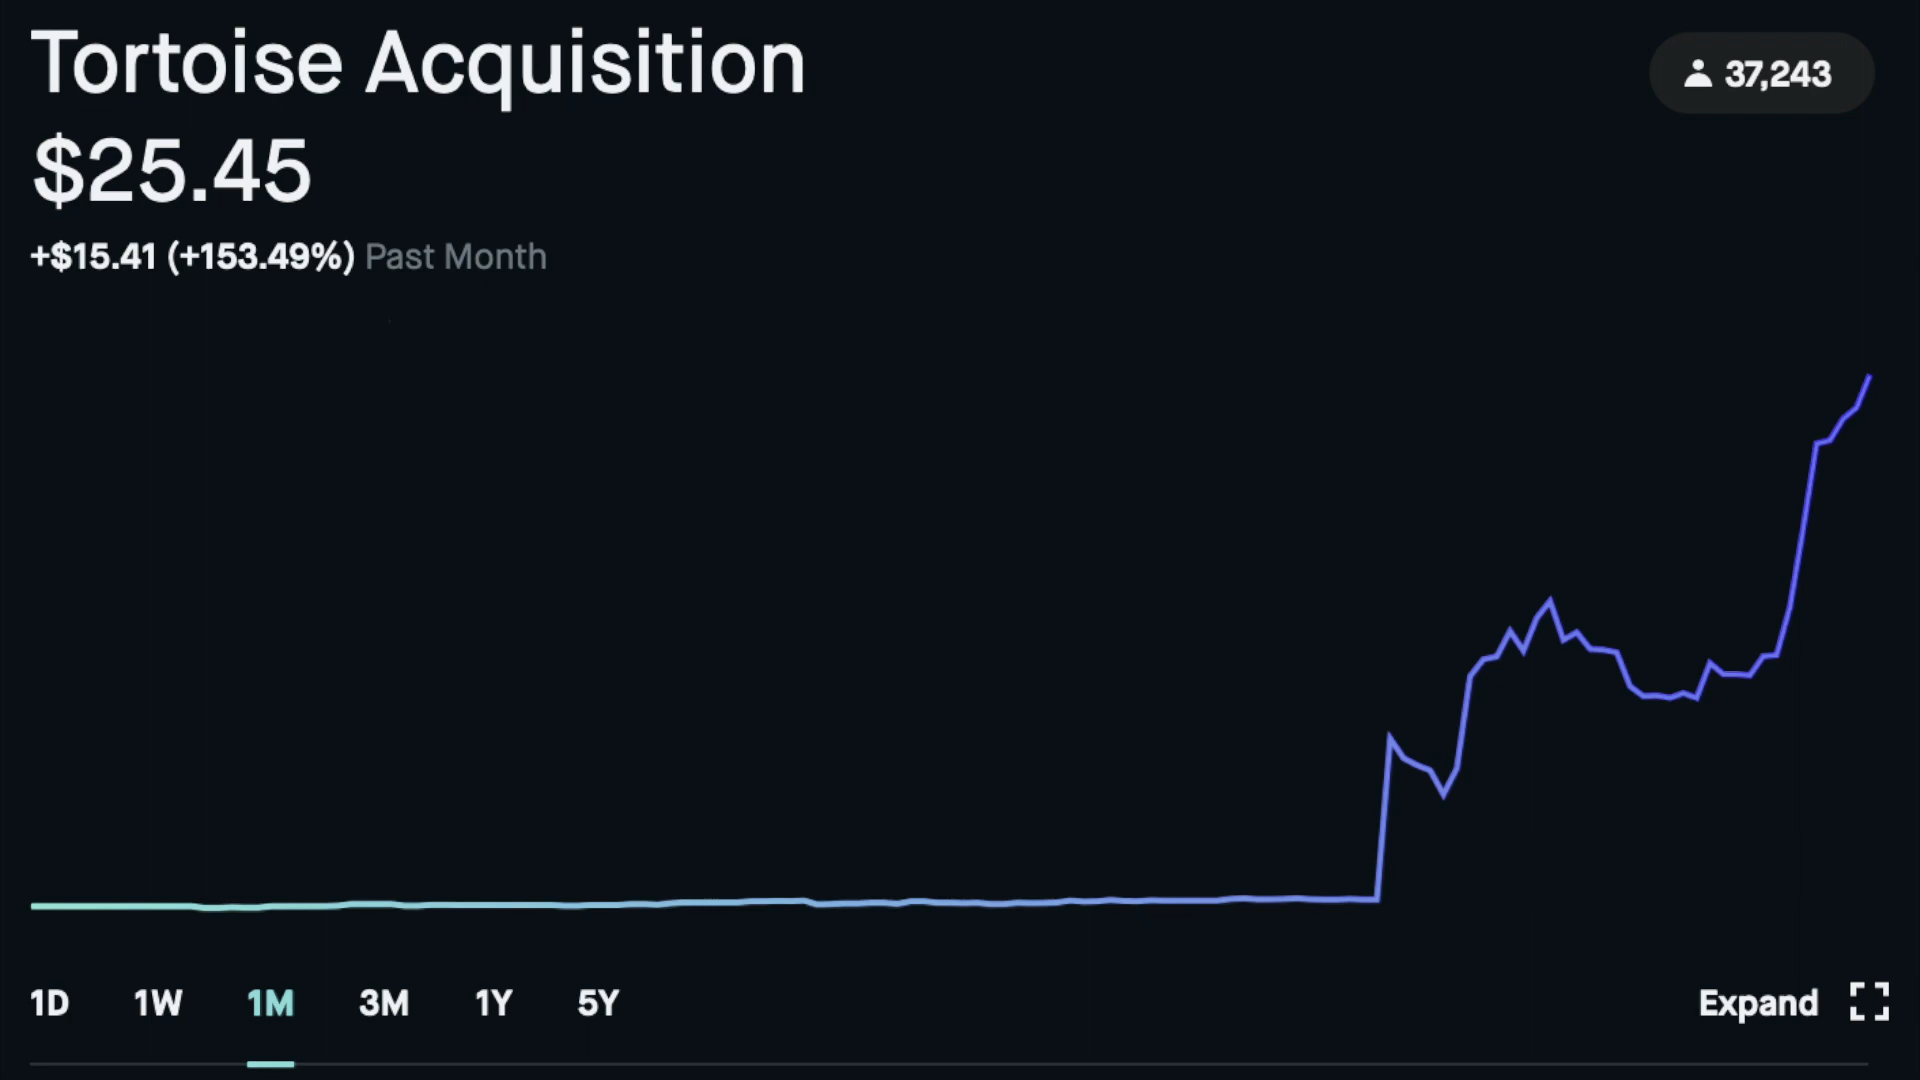 Tortoise Acquisition
37,243
$25.45
+$15.41 (+153.49%) Past Month
1D 1W 1M 3M 1Y 5Y Expand